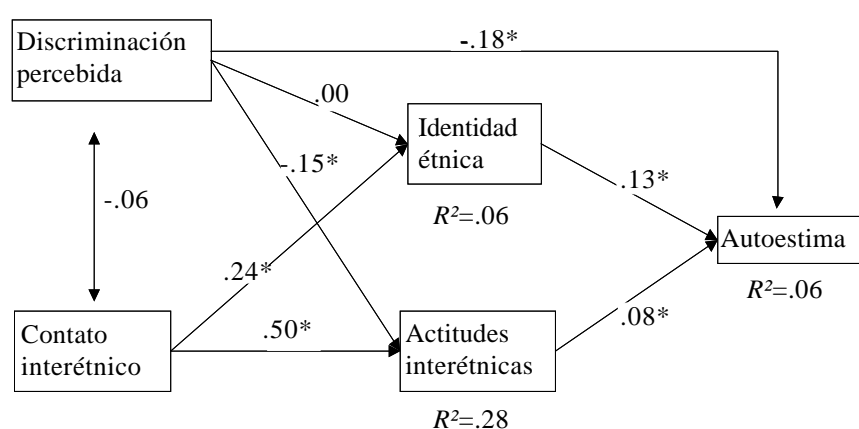 Discriminación
percebida
-.18*
.00
Identidad
étnica
-.15*
.13*
-.06
R²=.06
Autoestima
.24*
R²=.06
Contato
interétnico
.50*
Actitudes
interétnicas
.08*
R²=.28